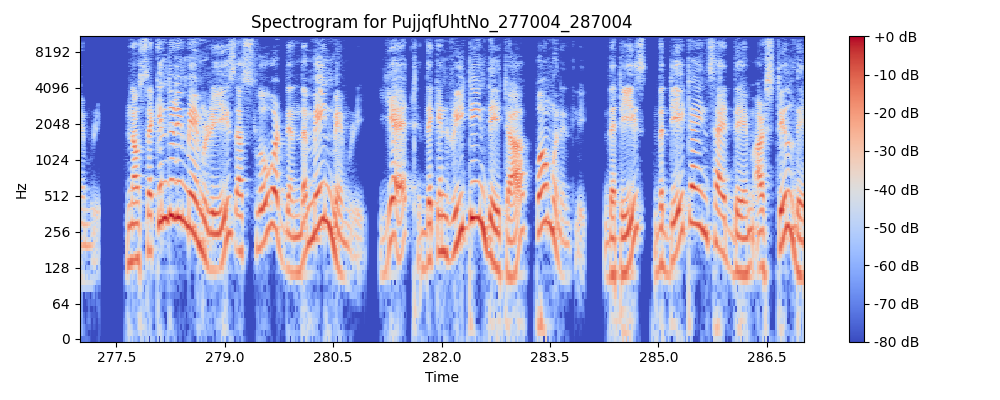 Spectrogram for PujjqfUhtNo_277004_287004
8192
4096
2048
1024
512
256
128
64
0
Hz
277.5 279.0 280.5 282.0 283.5 285.0 286.5
Time
+0 dB
-10 dB
-20 dB
-30 dB
-40 dB
-50 dB
-60 dB
-70 dB
-80 dB